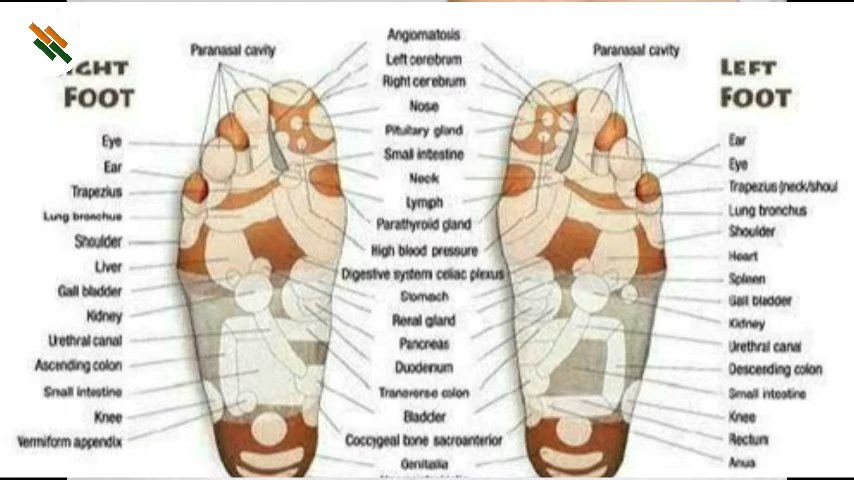 Paranasal cavity
IGHT
FOOT
Eye
Ear
Trapezius
Lung bronchus
Shoulder
Liver
Gall bladder
Kidney
Urethral canal
Ascending colon
Small intestine
Knee
Vermiform appendix
Angiomatosis
Left cerebrum
Right cerebrum
Nose
Pituitary gland
Small intestine
Neck
Lymph
Parathyroid gland
High blood pressure
Digestive system celiac plexus
Stomach
Renal gland
Pancreas
Duodenum
Transverse colon
Bladder
Coccygeal bone sacroanterior
Genitalia
Paranasal cavity
LEFT
FOOT
Ear
Eye
Trapezius (neck/shoul
Lung bronchus
Shoulder
Heart
Spleen
Gall bladder
Kidney
Urethral canal
Descending colon
Small intestine
Knee
Rectum
Anus